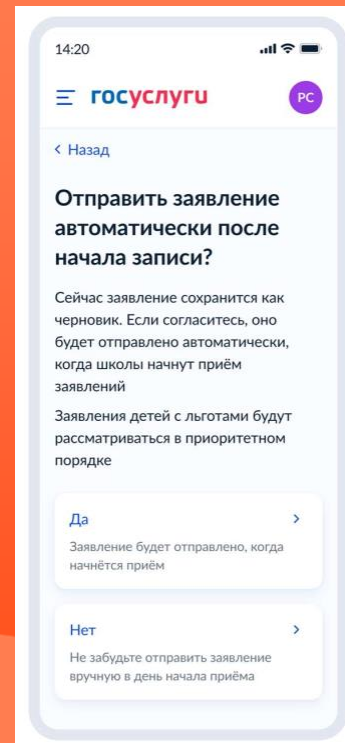 14:20
госуслуги
РС
Назад
Отправить заявление
автоматически после
начала записи?
Сейчас заявление сохранится как
черновик. Если согласитесь, оно
будет отправлено автоматически,
когда школы начнут приём
заявлений
Заявления детей с льготами будут
рассматриваться в приоритетном
порядке
Да
Заявление будет отправлено, когда
начнётся приём
Нет
Не забудьте отправить заявление
вручную в день начала приёма